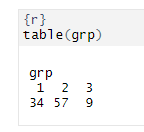 {r}
table(grp)
grp
1 2 3
34 57 9